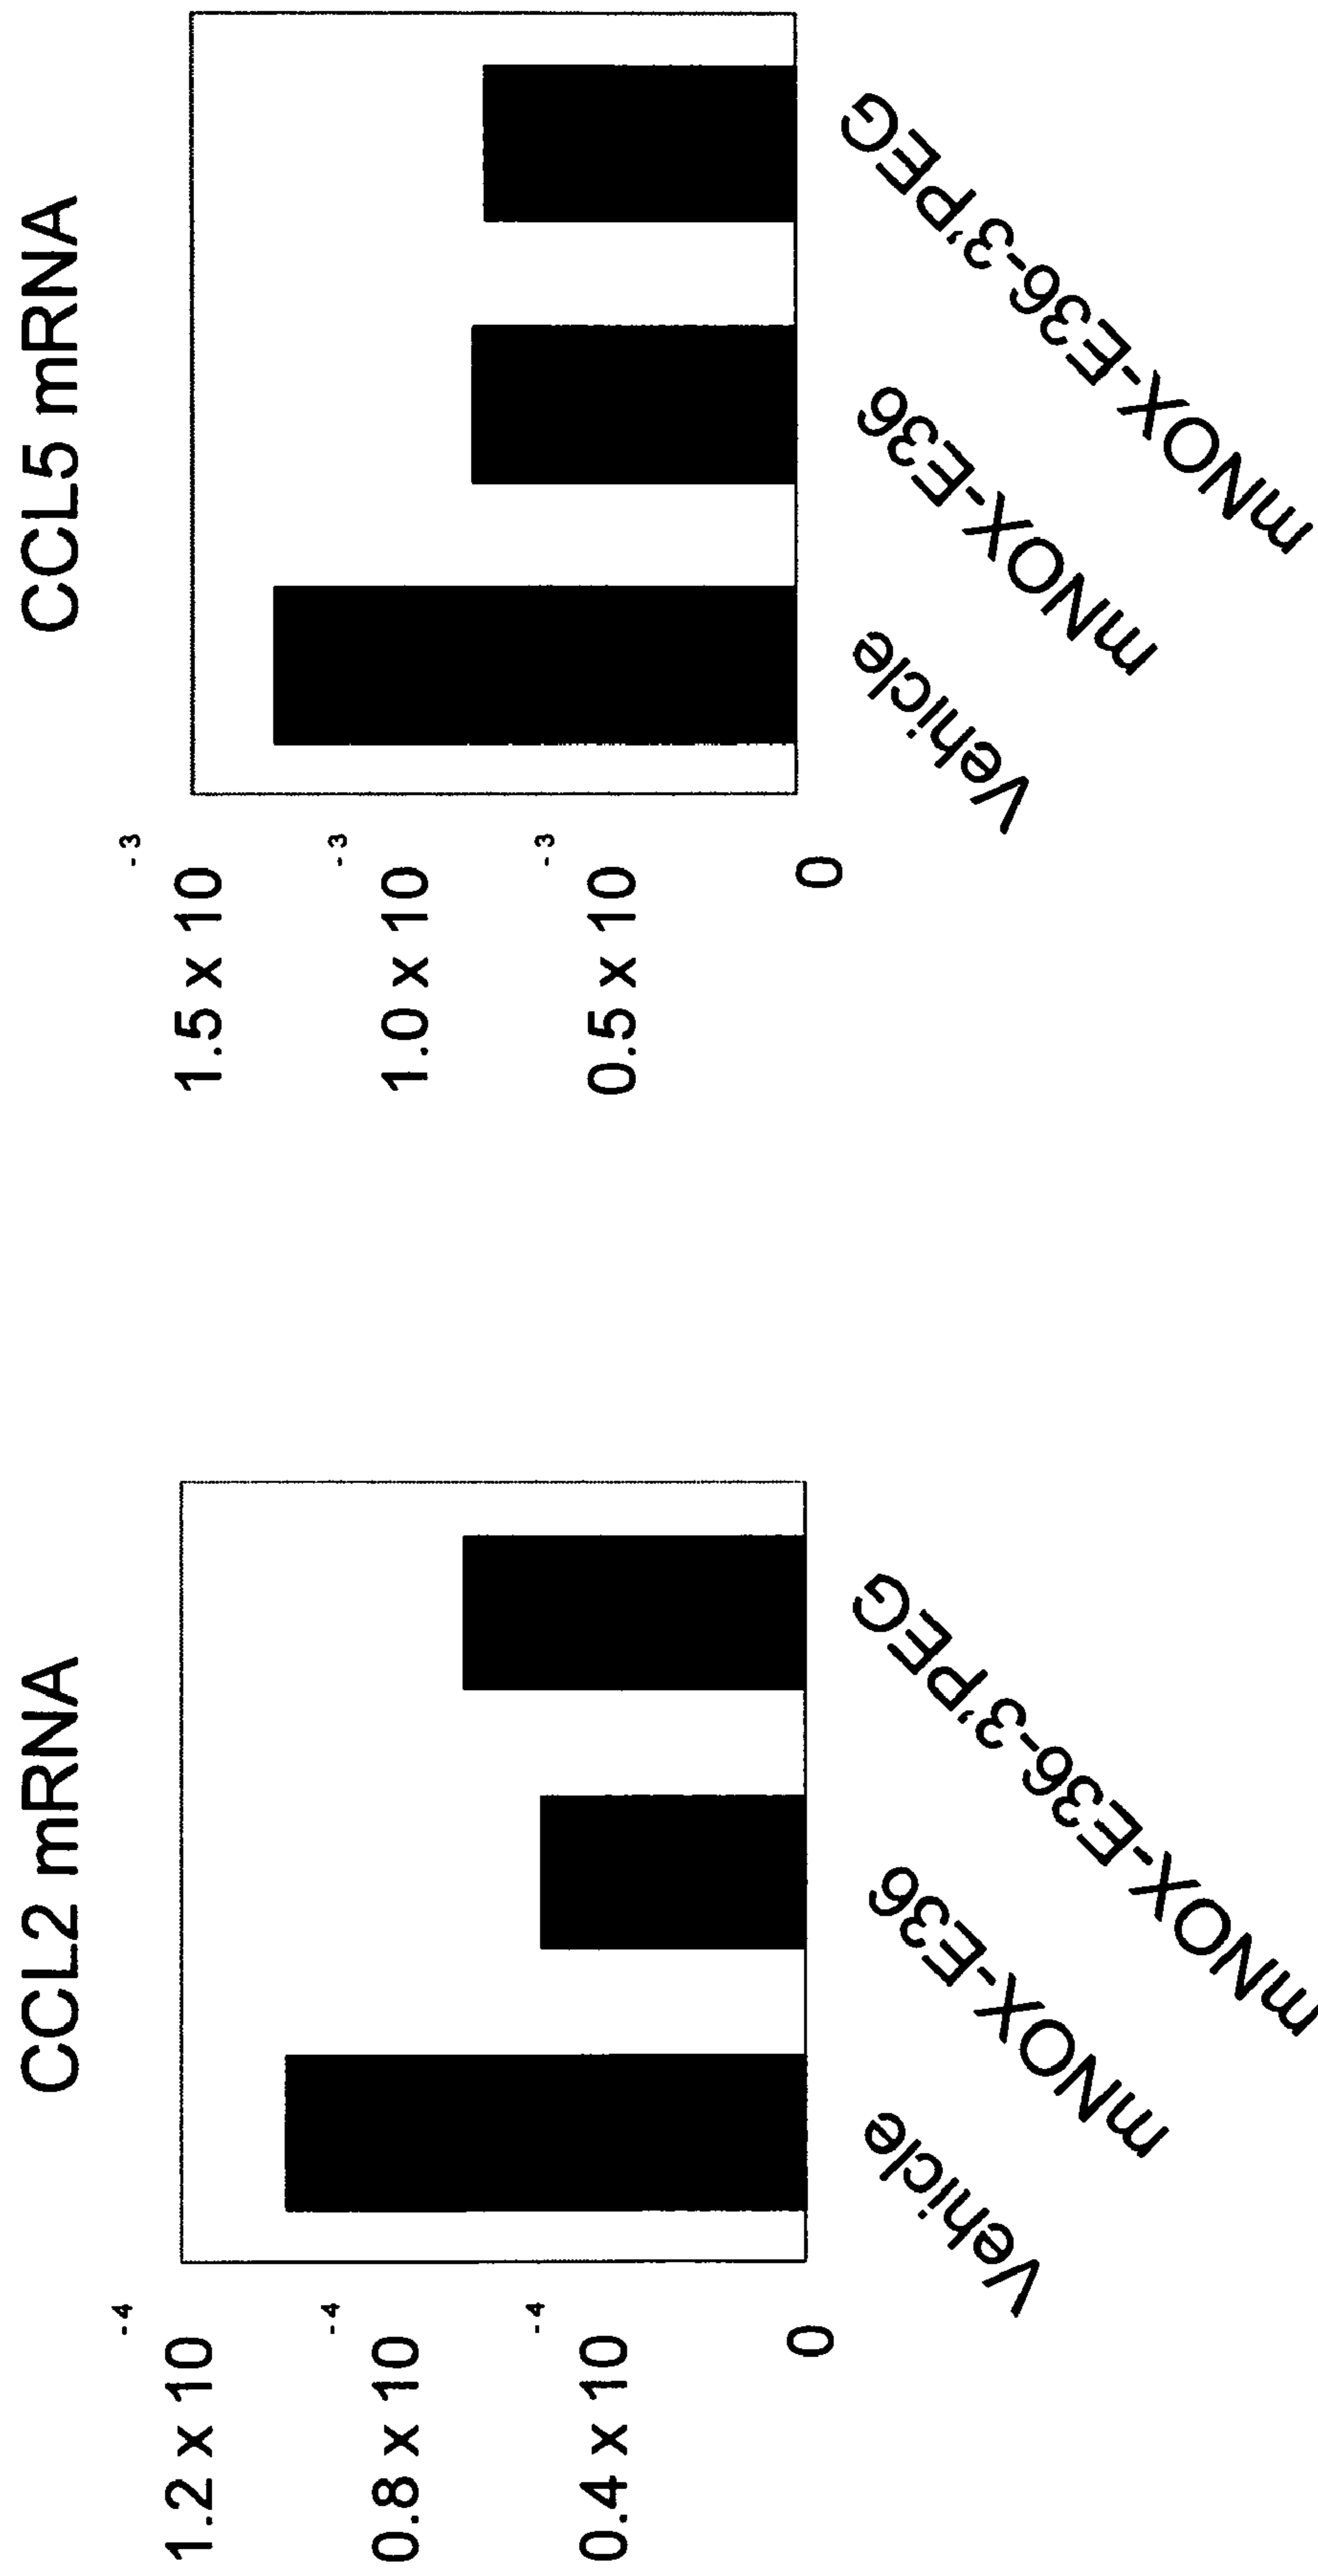 CCL2 mRNA
1.2 x 10-4
0.8 x 10-4
0.4 x 10-4
0
Vehicle
mNOX-E36
mNOX-E36-3'PEG
CCL5 mRNA
1.5 x 10-3
1.0 x 10-3
0.5 x 10-3
0
Vehicle
mNOX-E36
mNOX-E36-3'PEG